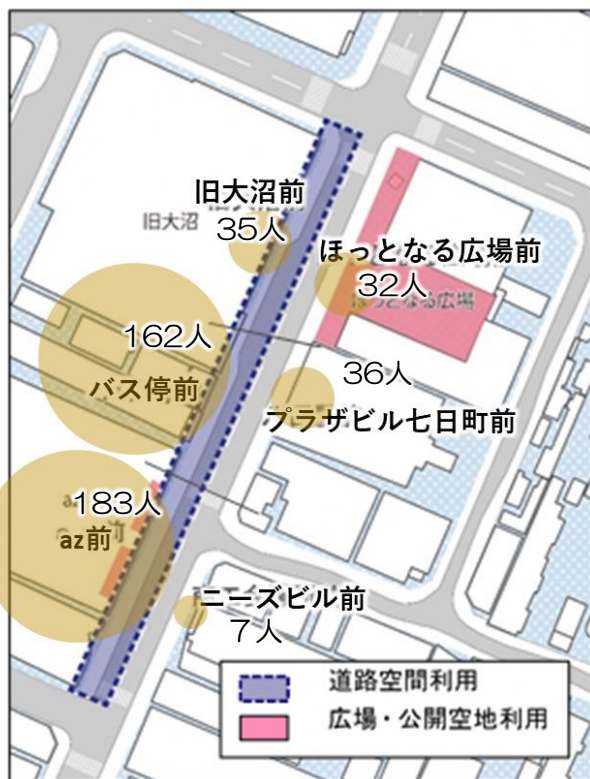 旧大沼前
35人
旧大沼
ほっとなる広場前
32人
ほっとなる広場
162人
バス停前
36人
プラザビル七日町前
183人
az前
ニーズビル前
7人
道路空間利用
広場・公開空地利用